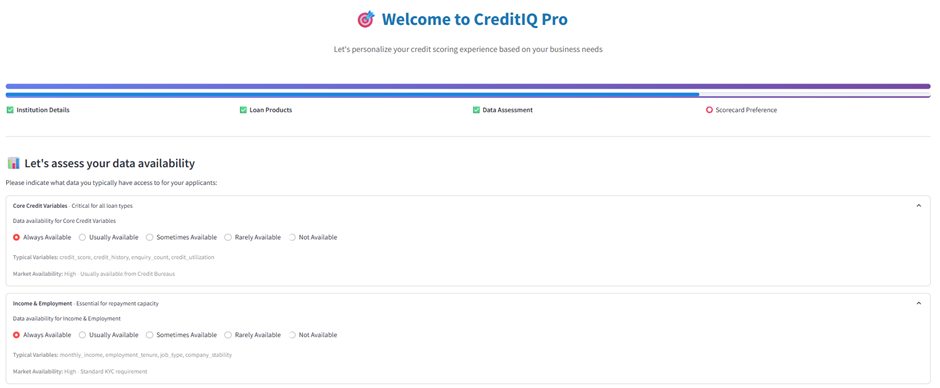 Welcome to CreditIQ Pro
Let's personalize your credit scoring experience based on your business needs
Institution Details
Loan Products
Data Assessment
Scorecard Preference
Let's assess your data availability
Please indicate what data you typically have access to for your applicants:
Core Credit Variables - Critical for all loan types
Data availability for Core Credit Variables
Always Available Usually Available Sometimes Available Rarely Available Not Available
Typical Variables: credit_score, credit_history, enquiry_count, credit_utilization
Market Availability: High - Usually available from Credit Bureaus
Income & Employment - Essential for repayment capacity
Data availability for Income & Employment
Always Available Usually Available Sometimes Available Rarely Available Not Available
Typical Variables: monthly_income, employment_tenure, job_type, company_stability
Market Availability: High - Standard KYC requirement